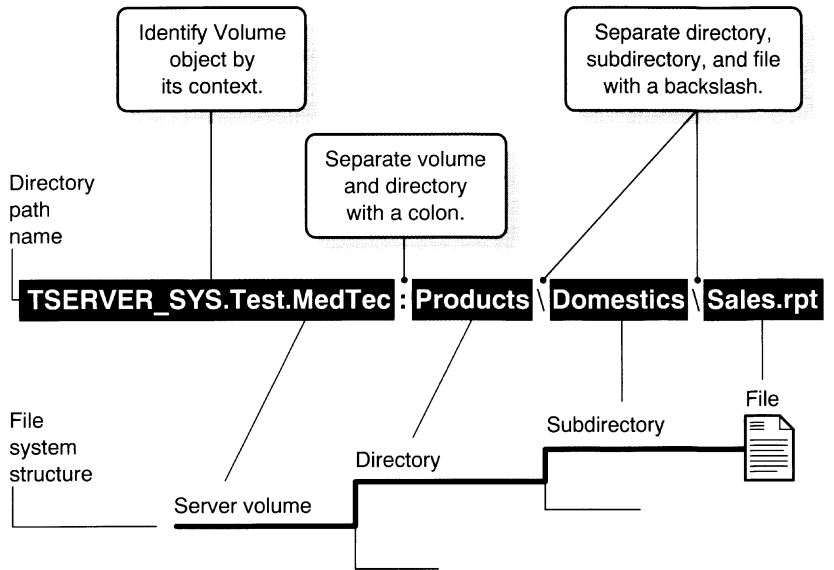 Identify Volume
object by
its context.
Separate directory,
subdirectory, and file
with a backslash.
Separate volume
and directory
with a colon.
Directory
path
name
TSERVER_SYS.Test.MedTec : Products \ Domestics \ Sales.rpt
File
system
structure
Server volume
Directory
Subdirectory
File